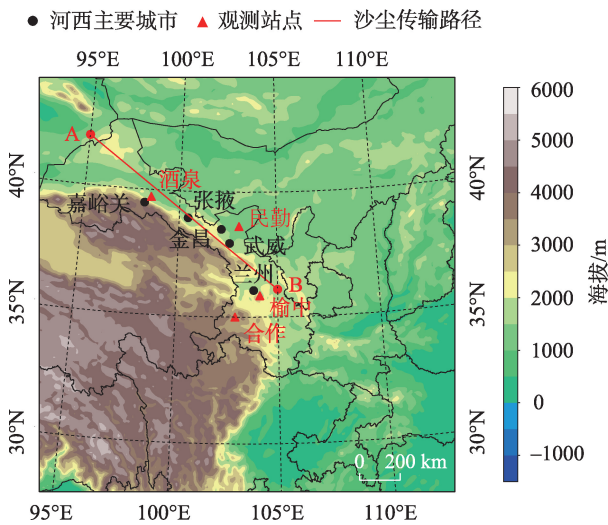 河西主要城市 观测站点 沙尘传输路径
95°E 100°E 105°E 110°E
A
40°N
35°N
30°N
酒泉
嘉峪关
张掖
金昌
民勤
武威
兰州
B
榆中
合作
40°N
35°N
30°N
0 200 km
95°E 100°E 105°E 110°E
6000
5000
4000
3000
2000
1000
0
−1000
海拔/m